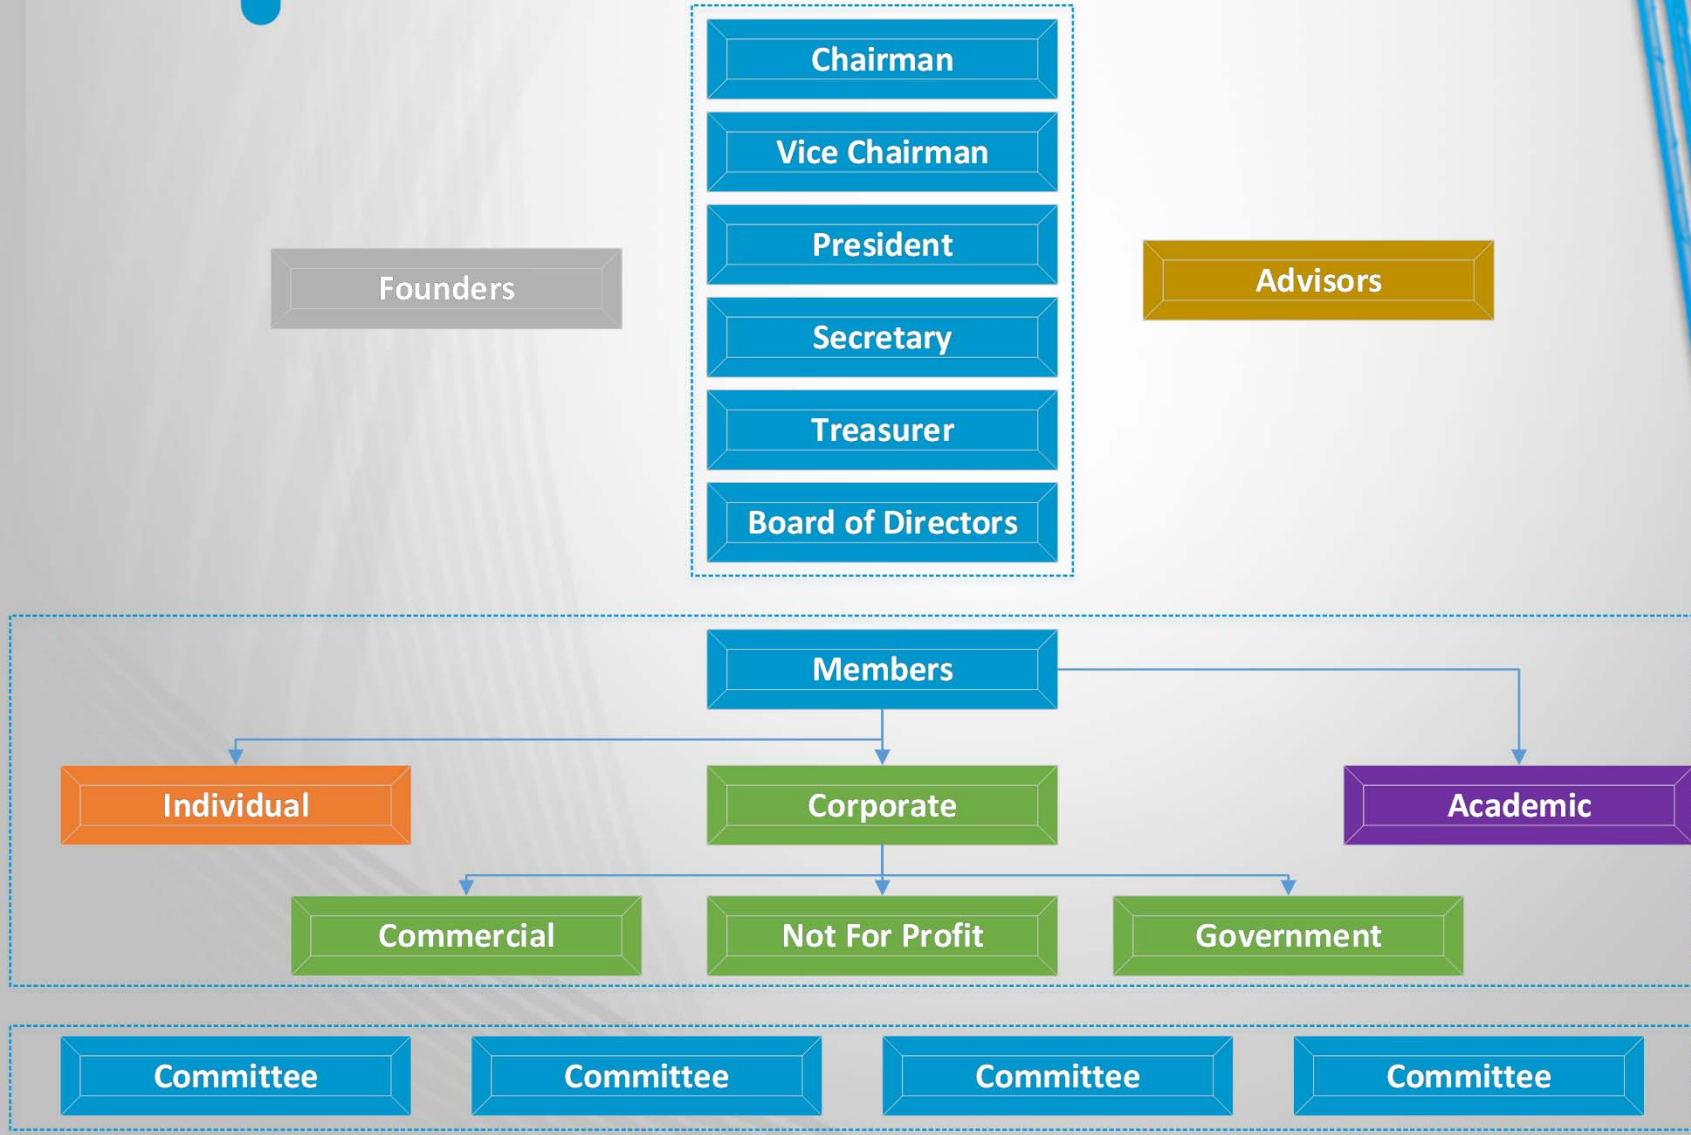 Chairman
Vice Chairman
President
Founders
Advisors
Secretary
Treasurer
Board of Directors
Members
Individual
Corporate
Academic
Commercial
Not For Profit
Government
Committee
Committee
Committee
Committee